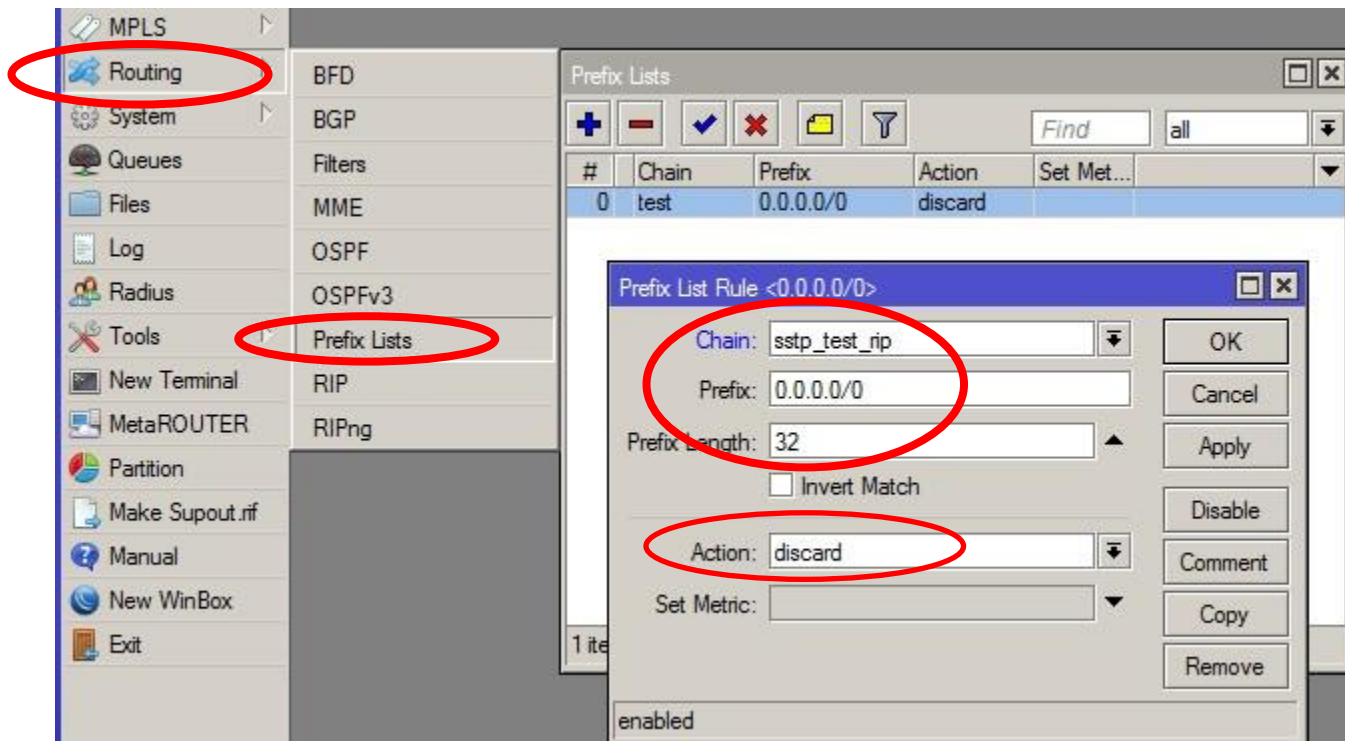 MPLS
Routing
System
Queues
Files
Log
Radius
Tools
New Terminal
MetaROUTER
Partition
Make Supout.rif
Manual
New WinBox
Exit
BFD
BGP
Filters
MME
OSPF
OSPFv3
Prefix Lists
RIP
RIPng
Prefix Lists
Find all
# Chain Prefix Action Set Met...
0 test 0.0.0.0/0 discard
Prefix List Rule <0.0.0.0/0>
Chain: sstp_test_rip
Prefix: 0.0.0.0/0
Prefix Length: 32
Invert Match
Action: discard
Set Metric:
OK
Cancel
Apply
Disable
Comment
Copy
Remove
1 ite
enabled